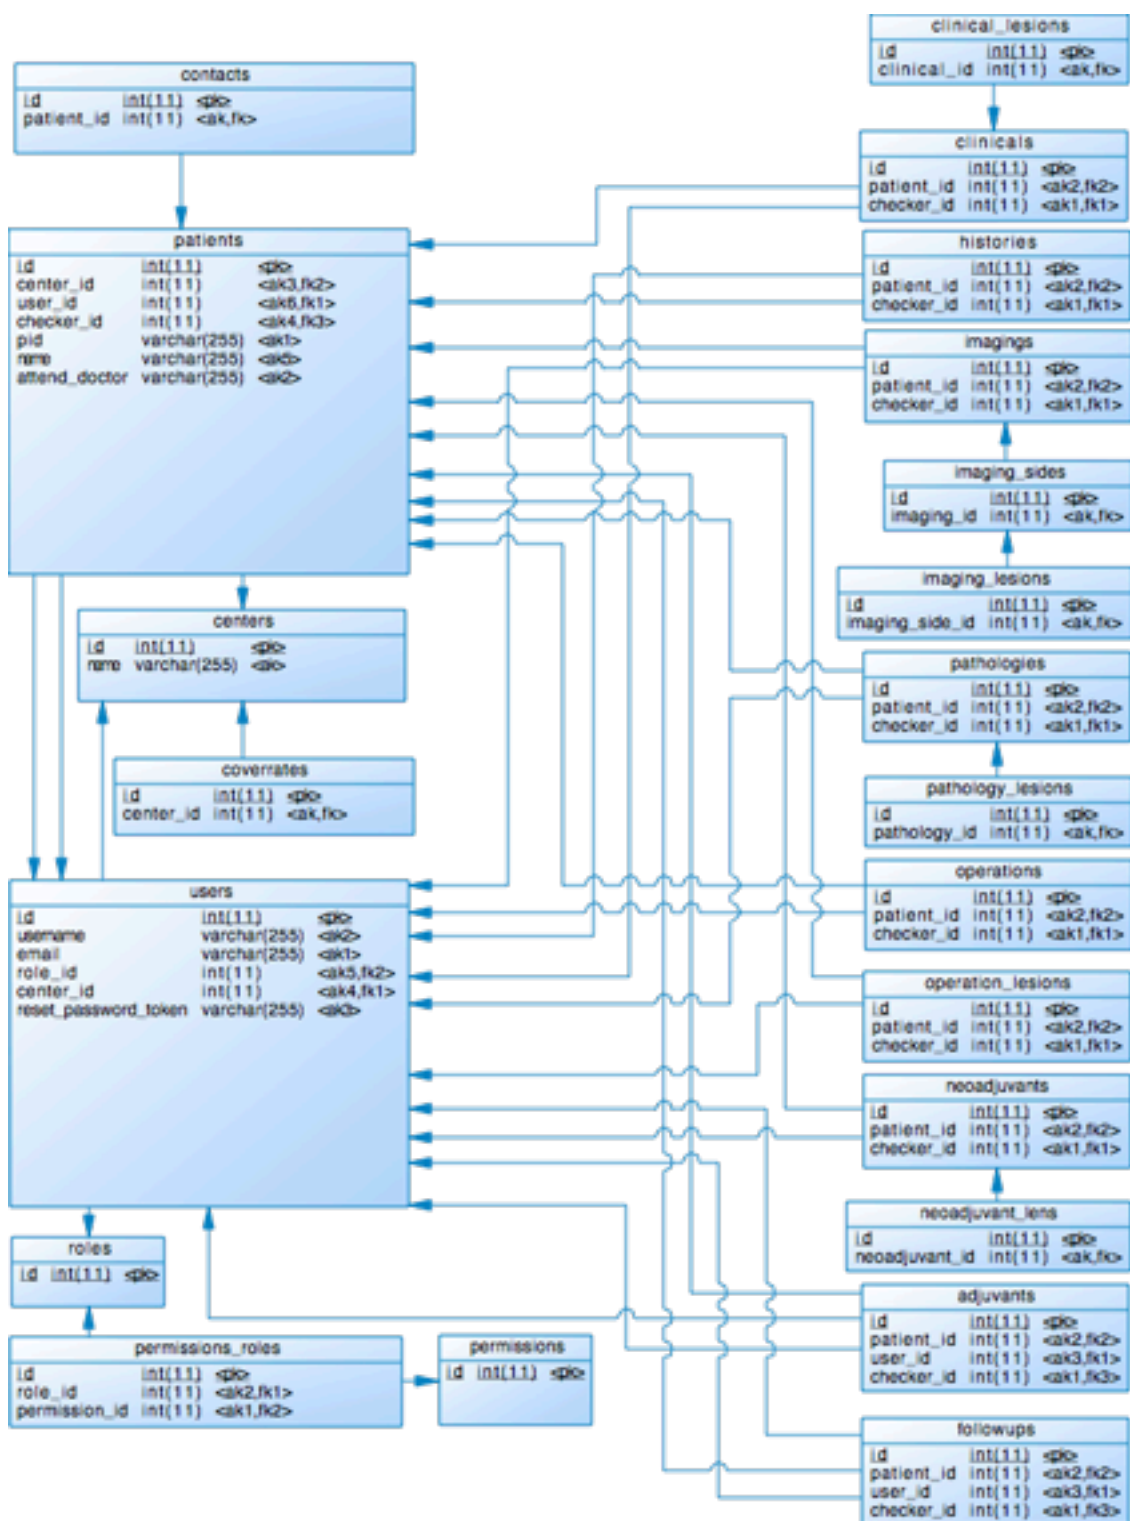 contacts
id int(11) <pk>
patient_id int(11) <ak,fk>
patients
id int(11) <pk>
center_id int(11) <ak3,fk2>
user_id int(11) <ak6,fk1>
checker_id int(11) <ak4,fk3>
pid varchar(255) <ak1>
name varchar(255) <ak5>
attend_doctor varchar(255) <ak2>
centers
id int(11) <pk>
name varchar(255) <ak>
coverrates
id int(11) <pk>
center_id int(11) <ak,fk>
users
id int(11) <pk>
username varchar(255) <ak2>
email varchar(255) <ak1>
role_id int(11) <ak5,fk2>
center_id int(11) <ak4,fk1>
reset_password_token varchar(255) <ak3>
roles
id int(11) <pk>
permissions_roles
id int(11) <pk>
role_id int(11) <ak2,fk1>
permission_id int(11) <ak1,fk2>
permissions
id int(11) <pk>
clinical_lesions
id int(11) <pk>
clinical_id int(11) <ak,fk>
clinicals
id int(11) <pk>
patient_id int(11) <ak2,fk2>
checker_id int(11) <ak1,fk1>
histories
id int(11) <pk>
patient_id int(11) <ak2,fk2>
checker_id int(11) <ak1,fk1>
imagings
id int(11) <pk>
patient_id int(11) <ak2,fk2>
checker_id int(11) <ak1,fk1>
imaging_sides
id int(11) <pk>
imaging_id int(11) <ak,fk>
imaging_lesions
id int(11) <pk>
imaging_side_id int(11) <ak,fk>
pathologies
id int(11) <pk>
patient_id int(11) <ak2,fk2>
checker_id int(11) <ak1,fk1>
pathology_lesions
id int(11) <pk>
pathology_id int(11) <ak,fk>
operations
id int(11) <pk>
patient_id int(11) <ak2,fk2>
checker_id int(11) <ak1,fk1>
operation_lesions
id int(11) <pk>
patient_id int(11) <ak2,fk2>
checker_id int(11) <ak1,fk1>
neoadjuvants
id int(11) <pk>
patient_id int(11) <ak2,fk2>
checker_id int(11) <ak1,fk1>
neoadjuvant_lens
id int(11) <pk>
neoadjuvant_id int(11) <ak,fk>
adjuvants
id int(11) <pk>
patient_id int(11) <ak2,fk2>
user_id int(11) <ak3,fk1>
checker_id int(11) <ak1,fk3>
followups
id int(11) <pk>
patient_id int(11) <ak2,fk2>
user_id int(11) <ak3,fk1>
checker_id int(11) <ak1,fk3>